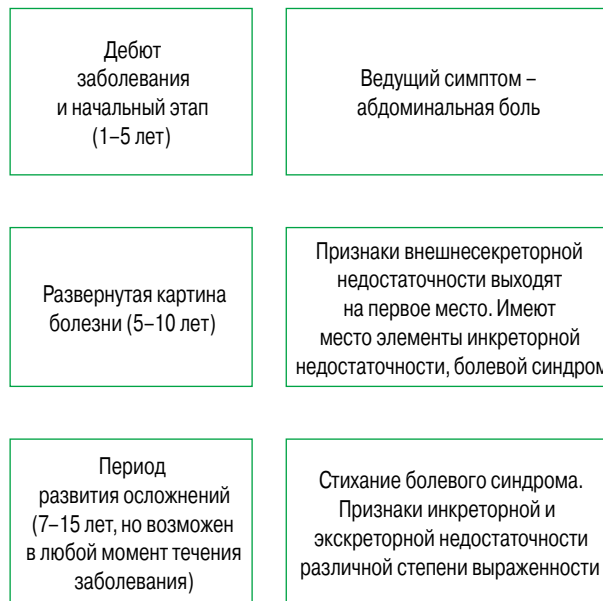 Дебют
заболевания
и начальный этап
(1–5 лет)
Ведущий симптом –
абдоминальная боль
Развернутая картина
болезни (5–10 лет)
Признаки внешнесекреторной
недостаточности выходят
на первое место. Имеют
место элементы инкреторной
недостаточности, болевой синдром
Период
развития осложнений
(7–15 лет, но возможен
в любой момент течения
заболевания)
Стихание болевого синдрома.
Признаки инкреторной и
экскреторной недостаточности
различной степени выраженности